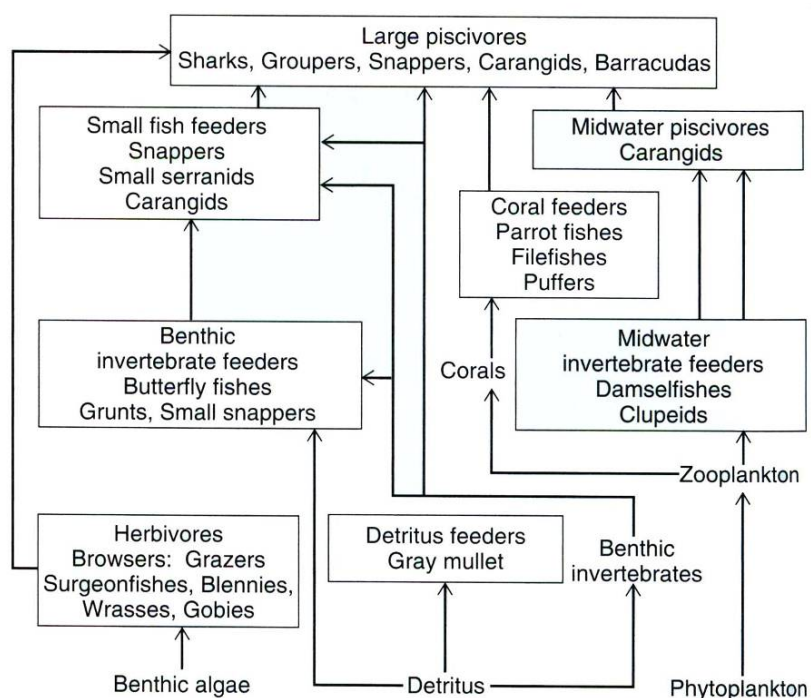 Large piscivores
Sharks, Groupers, Snappers, Carangids, Barracudas
Small fish feeders
Snappers
Small serranids
Carangids
Midwater piscivores
Carangids
Coral feeders
Parrot fishes
Filefishes
Puffers
Benthic
invertebrate feeders
Butterfly fishes
Grunts, Small snappers
Corals
Midwater
invertebrate feeders
Damselfishes
Clupeids
Zooplankton
Herbivores
Browsers: Grazers
Surgeonfishes, Blennies,
Wrasses, Gobies
Detritus feeders
Gray mullet
Benthic
invertebrates
Benthic algae
Detritus
Phytoplankton